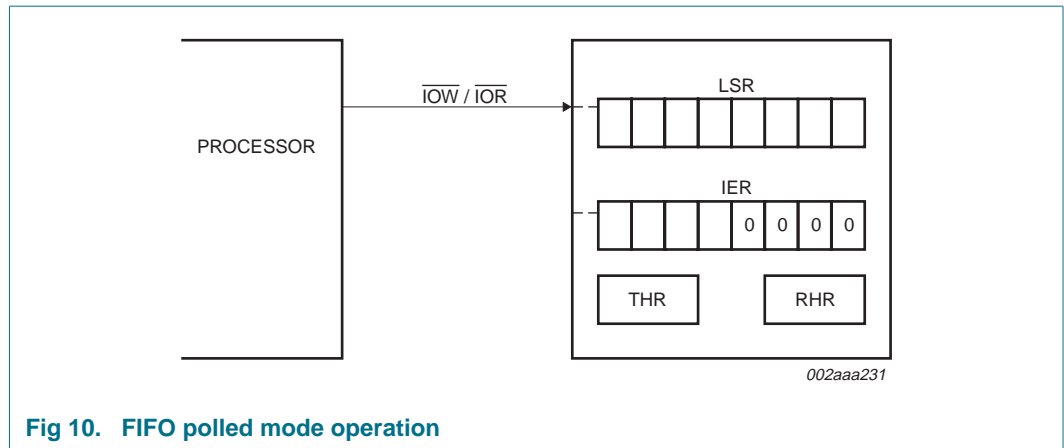 IOW / IOR
LSR
PROCESSOR
IER
0 0 0 0
THR RHR
002aaa231
Fig 10. FIFO polled mode operation